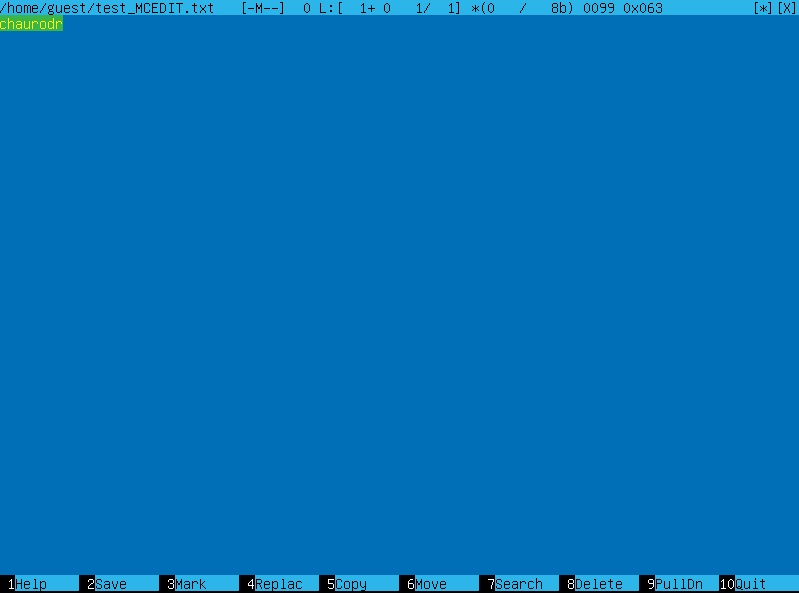 /home/guest/test_MCEDIT.txt [-M--] 0 L:[ 1+ 0 1/ 1] *(0 / 8b) 0099 0x063 [*][X]
chaurodr
1Help 2Save 3Mark 4Replac 5Copy 6Move 7Search 8Delete 9PullDn 10Quit